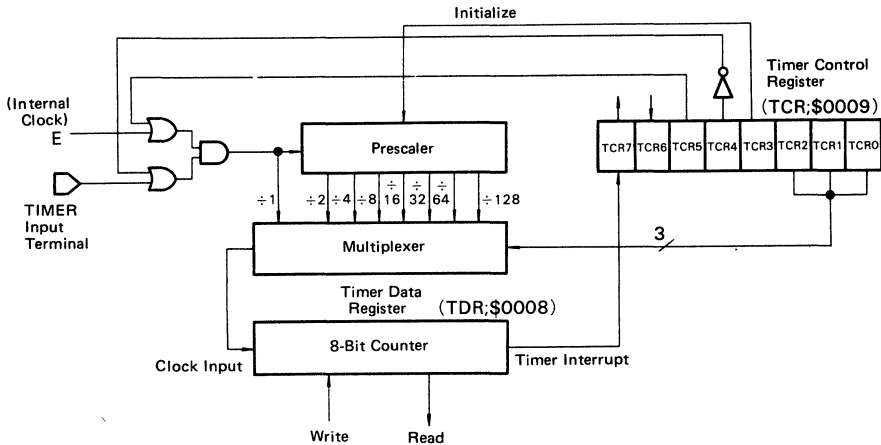 Initialize
Timer Control
Register
(TCR;$0009)
(Internal
Clock)
E
TCR7 TCR6 TCR5 TCR4 TCR3 TCR2 TCR1 TCR0
Prescaler
TIMER
Input
Terminal
÷1 ÷2 ÷4 ÷8 ÷16 ÷32 ÷64 ÷128
3
Multiplexer
Timer Data
Register
(TDR;$0008)
8-Bit Counter
Clock Input
Timer Interrupt
Write
Read